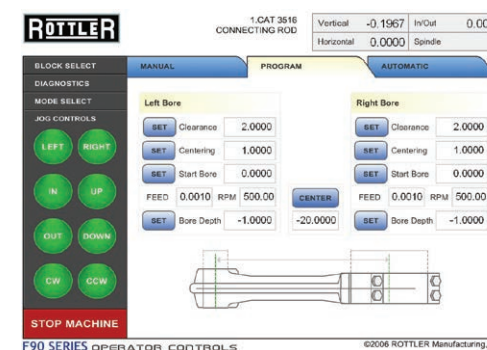 ROTTLER
1.CAT 3516
CONNECTING ROD
Vertical -0.1967 In/Out 0.00
Horizontal 0.0000 Spindle
BLOCK SELECT
DIAGNOSTICS
MODE SELECT
JOG CONTROLS
LEFT RIGHT
IN UP
OUT DOWN
CW CCW
STOP MACHINE
MANUAL PROGRAM AUTOMATIC
Left Bore
SET Clearance 2.0000
SET Centering 1.0000
SET Start Bore 0.0000
FEED 0.0010 RPM 500.00
SET Bore Depth -1.0000
CENTER
-20.0000
Right Bore
SET Clearance 2.0000
SET Centering 1.0000
SET Start Bore 0.0000
FEED 0.0010 RPM 500.00
SET Bore Depth -1.0000
F90 SERIES OPERATOR CONTROLS
©2006 ROTTLER Manufacturing,